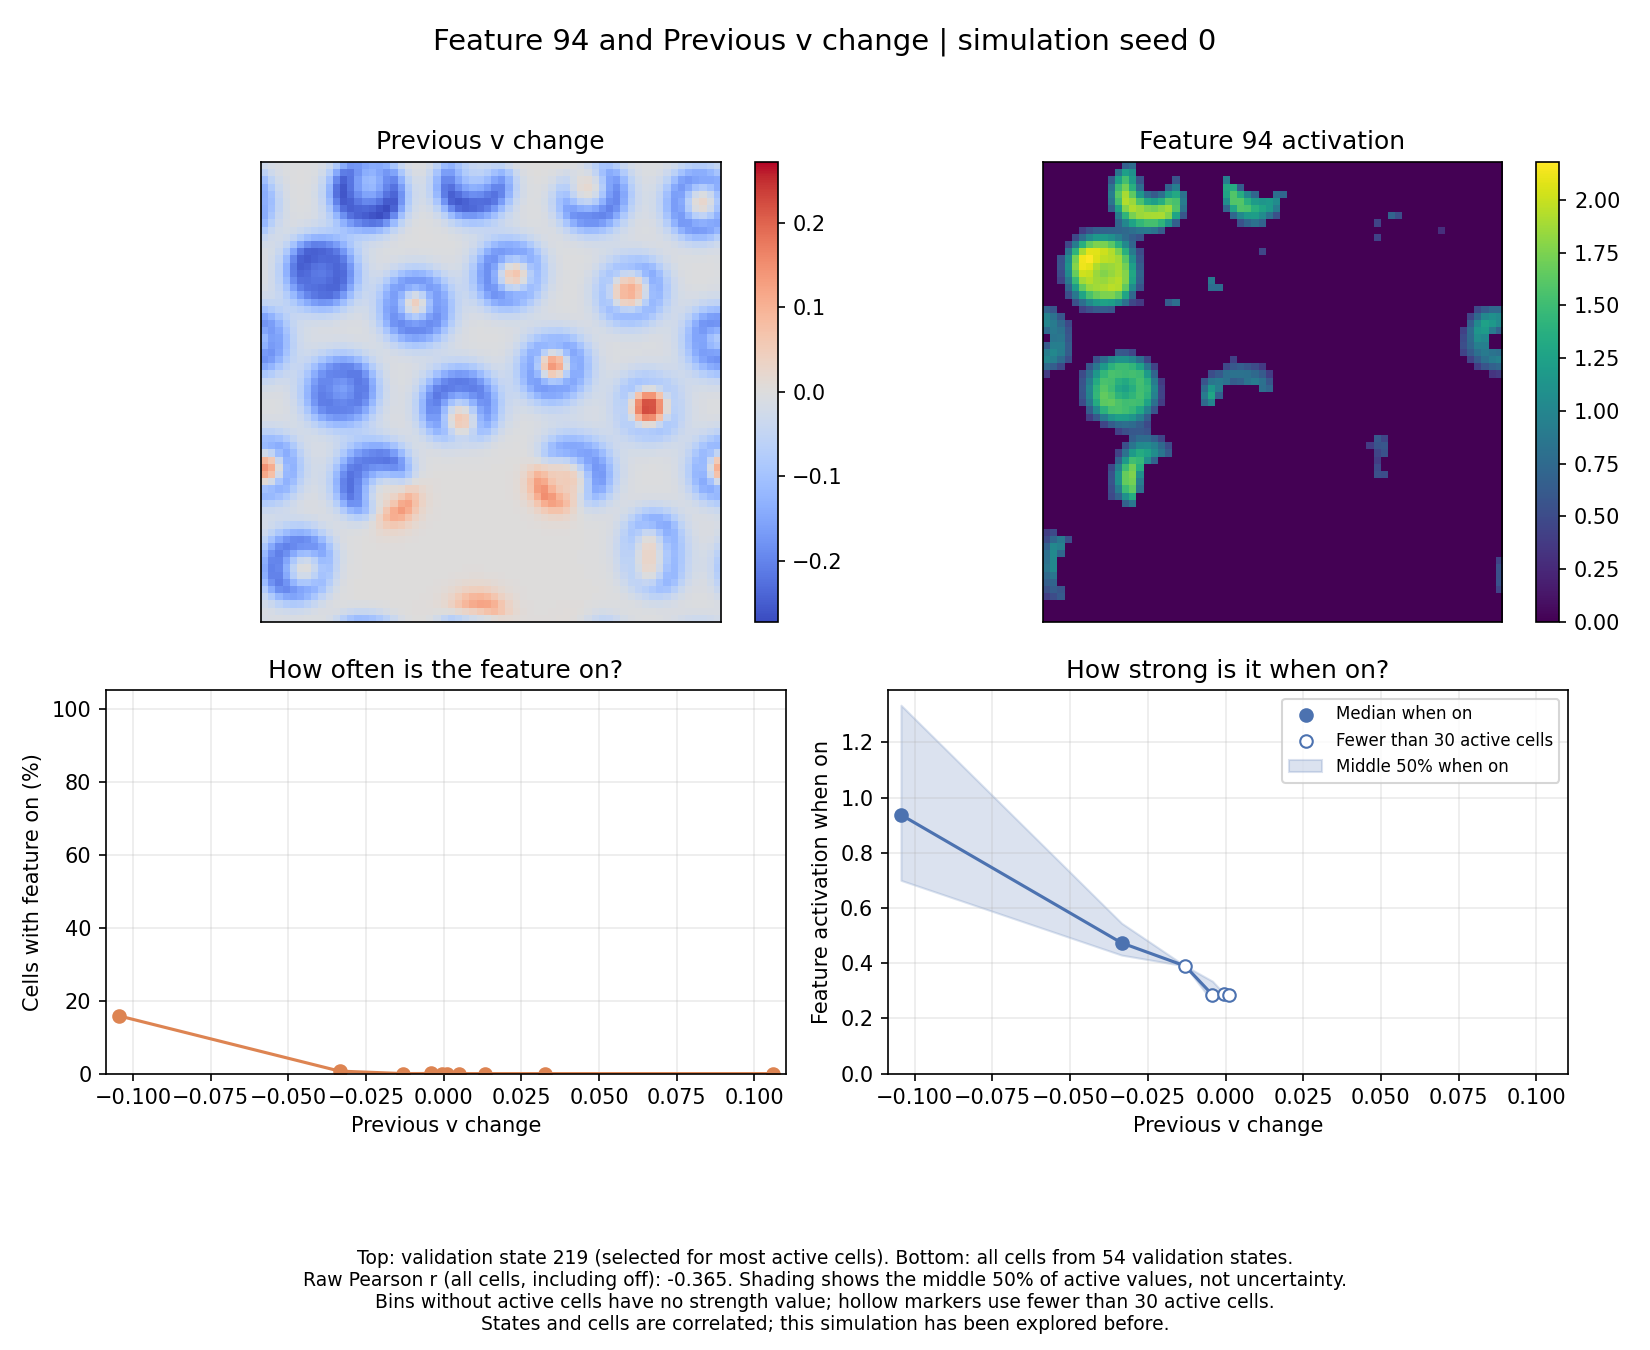 Feature 94 and Previous v change | simulation seed 0
Previous v change
Feature 94 activation
0.2
0.1
0.0
−0.1
−0.2
2.00
1.75
1.50
1.25
1.00
0.75
0.50
0.25
0.00
How often is the feature on?
How strong is it when on?
Cells with feature on (%)
100
80
60
40
20
0
−0.100 −0.075 −0.050 −0.025 0.000 0.025 0.050 0.075 0.100
Previous v change
Feature activation when on
1.2
1.0
0.8
0.6
0.4
0.2
0.0
Median when on
Fewer than 30 active cells
Middle 50% when on
−0.100 −0.075 −0.050 −0.025 0.000 0.025 0.050 0.075 0.100
Previous v change
Top: validation state 219 (selected for most active cells). Bottom: all cells from 54 validation states.
Raw Pearson r (all cells, including off): -0.365. Shading shows the middle 50% of active values, not uncertainty.
Bins without active cells have no strength value; hollow markers use fewer than 30 active cells.
States and cells are correlated; this simulation has been explored before.